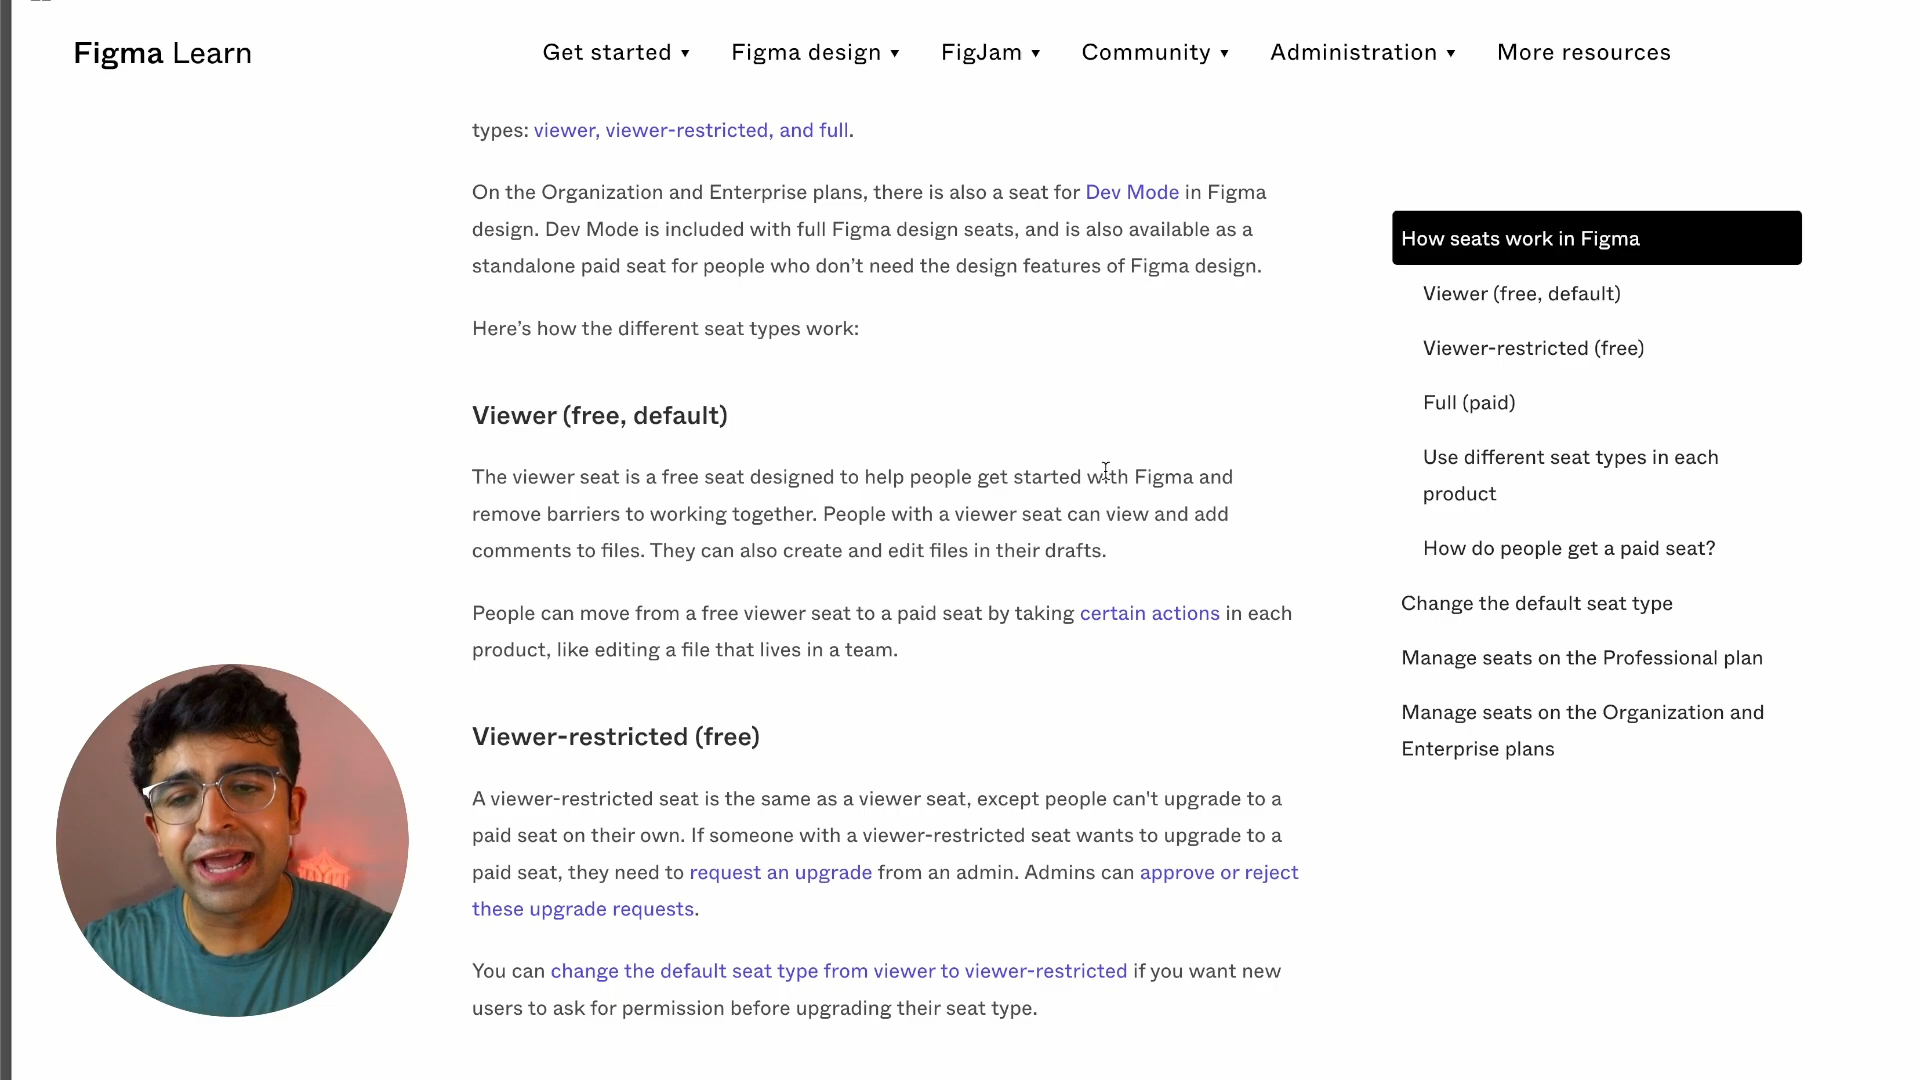 Figma Learn
Get started ▾ Figma design ▾ FigJam ▾ Community ▾ Administration ▾ More resources
types: viewer, viewer-restricted, and full.
On the Organization and Enterprise plans, there is also a seat for Dev Mode in Figma
design. Dev Mode is included with full Figma design seats, and is also available as a
standalone paid seat for people who don’t need the design features of Figma design.
Here’s how the different seat types work:
Viewer (free, default)
The viewer seat is a free seat designed to help people get started with Figma and
remove barriers to working together. People with a viewer seat can view and add
comments to files. They can also create and edit files in their drafts.
People can move from a free viewer seat to a paid seat by taking certain actions in each
product, like editing a file that lives in a team.
Viewer-restricted (free)
A viewer-restricted seat is the same as a viewer seat, except people can't upgrade to a
paid seat on their own. If someone with a viewer-restricted seat wants to upgrade to a
paid seat, they need to request an upgrade from an admin. Admins can approve or reject
these upgrade requests.
You can change the default seat type from viewer to viewer-restricted if you want new
users to ask for permission before upgrading their seat type.
How seats work in Figma
Viewer (free, default)
Viewer-restricted (free)
Full (paid)
Use different seat types in each
product
How do people get a paid seat?
Change the default seat type
Manage seats on the Professional plan
Manage seats on the Organization and
Enterprise plans